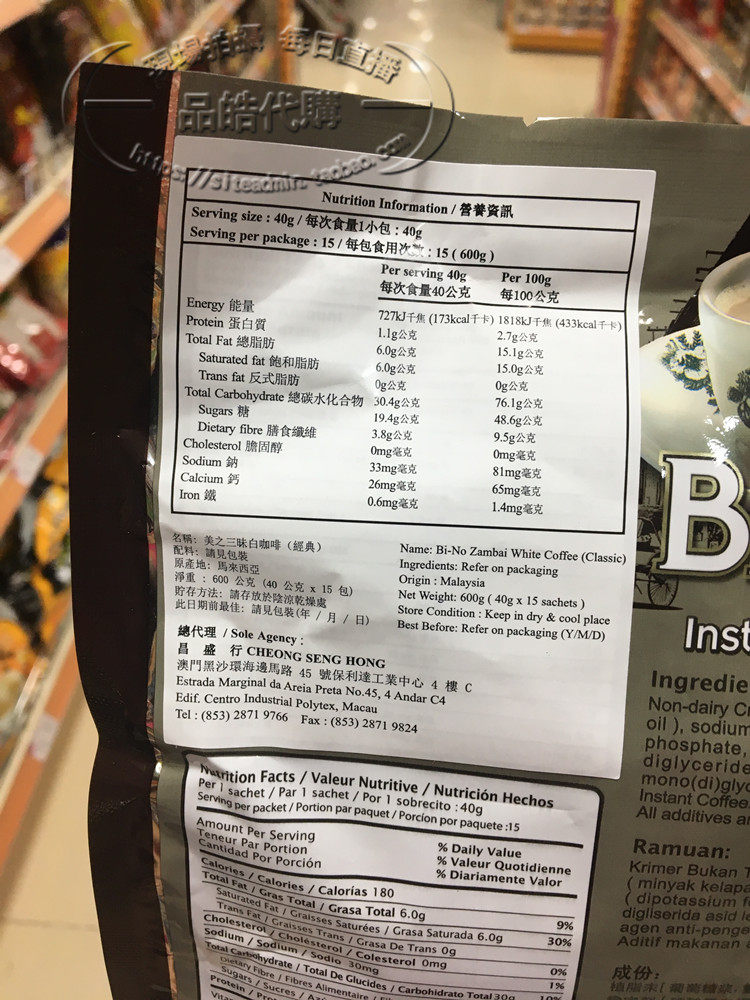 現場拍攝 每日直播
品皓代購
https://siteadmin.taobao.com
Nutrition Information / 營養資訊
Serving size : 40g / 每次食量1小包 : 40g
Serving per package : 15 / 每包食用次數 : 15 ( 600g )
Per serving 40g Per 100g
每次食量40公克 每100公克
Energy 能量 727kJ千焦 (173kcal千卡) 1818kJ千焦 (433kcal千卡)
Protein 蛋白質 1.1g公克 2.7g公克
Total Fat 總脂肪 6.0g公克 15.1g公克
Saturated fat 飽和脂肪 6.0g公克 15.0g公克
Trans fat 反式脂肪 0g公克 0g公克
Total Carbohydrate 總碳水化合物 30.4g公克 76.1g公克
Sugars 糖 19.4g公克 48.6g公克
Dietary fibre 膳食纖維 3.8g公克 9.5g公克
Cholesterol 膽固醇 0mg毫克 0mg毫克
Sodium 鈉 33mg毫克 81mg毫克
Calcium 鈣 26mg毫克 65mg毫克
Iron 鐵 0.6mg毫克 1.4mg毫克
名稱: 美之三昧白咖啡（經典）
配料: 請見包裝
原產地: 馬來西亞
淨重 : 600 公克 (40 公克 x 15 包)
貯存方法: 請存放於陰涼乾燥處
此日期前最佳: 請見包裝(年 / 月 / 日)
Name: Bi-No Zambai White Coffee (Classic)
Ingredients: Refer on packaging
Origin : Malaysia
Net Weight: 600g ( 40g x 15 sachets )
Store Condition : Keep in dry & cool place
Best Before: Refer on packaging (Y/M/D)
總代理 / Sole Agency :
昌 盛 行 CHEONG SENG HONG
澳門黑沙環海邊馬路 45 號保利達工業中心 4 樓 C
Estrada Marginal da Areia Preta No.45, 4 Andar C4
Edif. Centro Industrial Polytex, Macau
Tel : (853) 2871 9766 Fax : (853) 2871 9824
Nutrition Facts / Valeur Nutritive / Nutrición Hechos
Per 1 sachet / Par 1 sachet / Por 1 sobrecito : 40g
Serving per packet / Portion par paquet / Porcíon por paquete :15
Amount Per Serving
Teneur Par Portion
Cantidad Por Porción
% Daily Value
% Valeur Quotidienne
% Diariamente Valor
Calories / Calories / Calorías 180
Total Fat / Gras Total / Grasa Total 6.0g 9%
Saturated Fat / Graisses Saturées / Grasa Saturada 6.0g 30%
Trans Fat / Graisses Trans / Grasa De Trans 0g
Cholesterol / Cholésterol / Colesterol 0mg 0%
Sodium / Sodium / Sodio 30mg 1%
Total Carbohydrate / Total De Glucides / Carbohidrato Total 30g
Dietary Fibre / Fibres Alimentaire /
Sugars / Sucres /
Protein /
B
Inst
Ingredie
Non-dairy C
oil ), sodium
phosphate,
diglyceride
mono(di)gly
Instant Coffee
All additives a
Ramuan:
Krimer Bukan T
( minyak kelapa
( dipotassium f
digliserida asid l
agen anti-penge
Aditif makanan
成份:
植脂末( 葡萄糖浆,